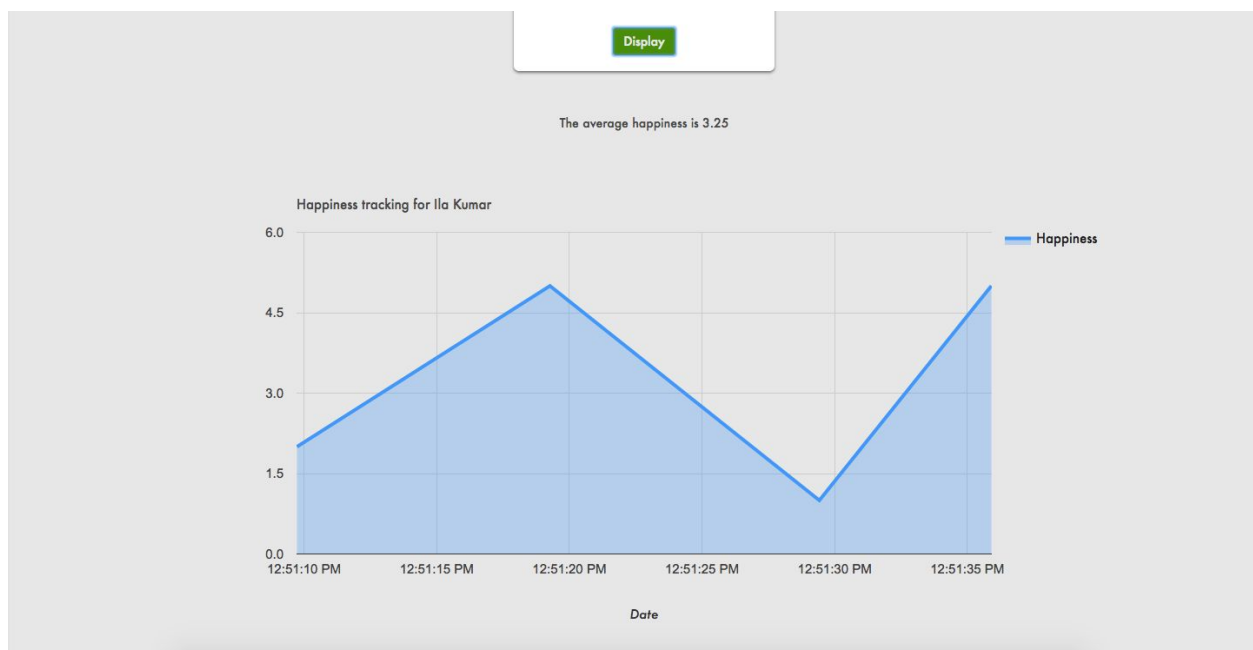 Display
The average happiness is 3.25
Happiness tracking for Ila Kumar
6.0
Happiness
4.5
3.0
1.5
0.0
12:51:10 PM 12:51:15 PM 12:51:20 PM 12:51:25 PM 12:51:30 PM 12:51:35 PM
Date